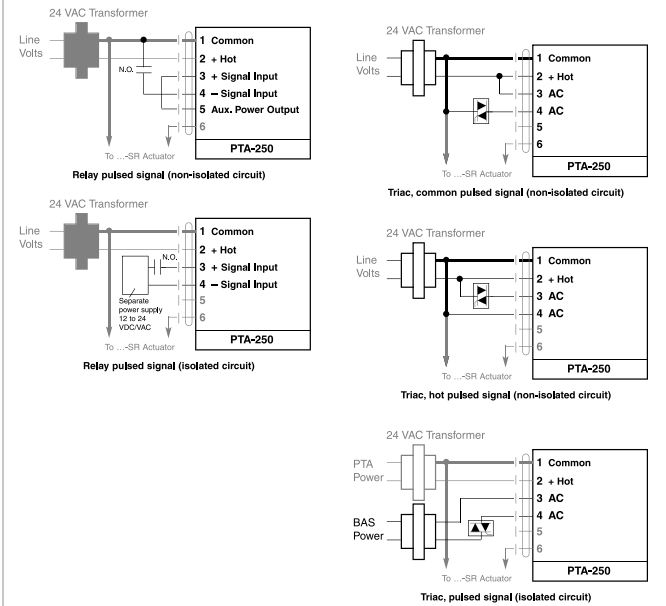 24 VAC Transformer
Line
Volts
1 Common
2 + Hot
N.O.
3 + Signal Input
4 − Signal Input
5 Aux. Power Output
6
PTA-250
To ...-SR Actuator
Relay pulsed signal (non-isolated circuit)
24 VAC Transformer
Line
Volts
1 Common
2 + Hot
N.O.
3 + Signal Input
4 − Signal Input
5
6
Separate
power supply
12 to 24
VDC/VAC
PTA-250
To ...-SR Actuator
Relay pulsed signal (isolated circuit)
24 VAC Transformer
Line
Volts
1 Common
2 + Hot
3 AC
4 AC
5
6
PTA-250
To ...-SR Actuator
Triac, common pulsed signal (non-isolated circuit)
24 VAC Transformer
Line
Volts
1 Common
2 + Hot
3 AC
4 AC
5
6
PTA-250
To ...-SR Actuator
Triac, hot pulsed signal (non-isolated circuit)
24 VAC Transformer
PTA
Power
1 Common
2 + Hot
3 AC
4 AC
BAS
Power
5
6
PTA-250
To ...-SR Actuator
Triac, pulsed signal (isolated circuit)